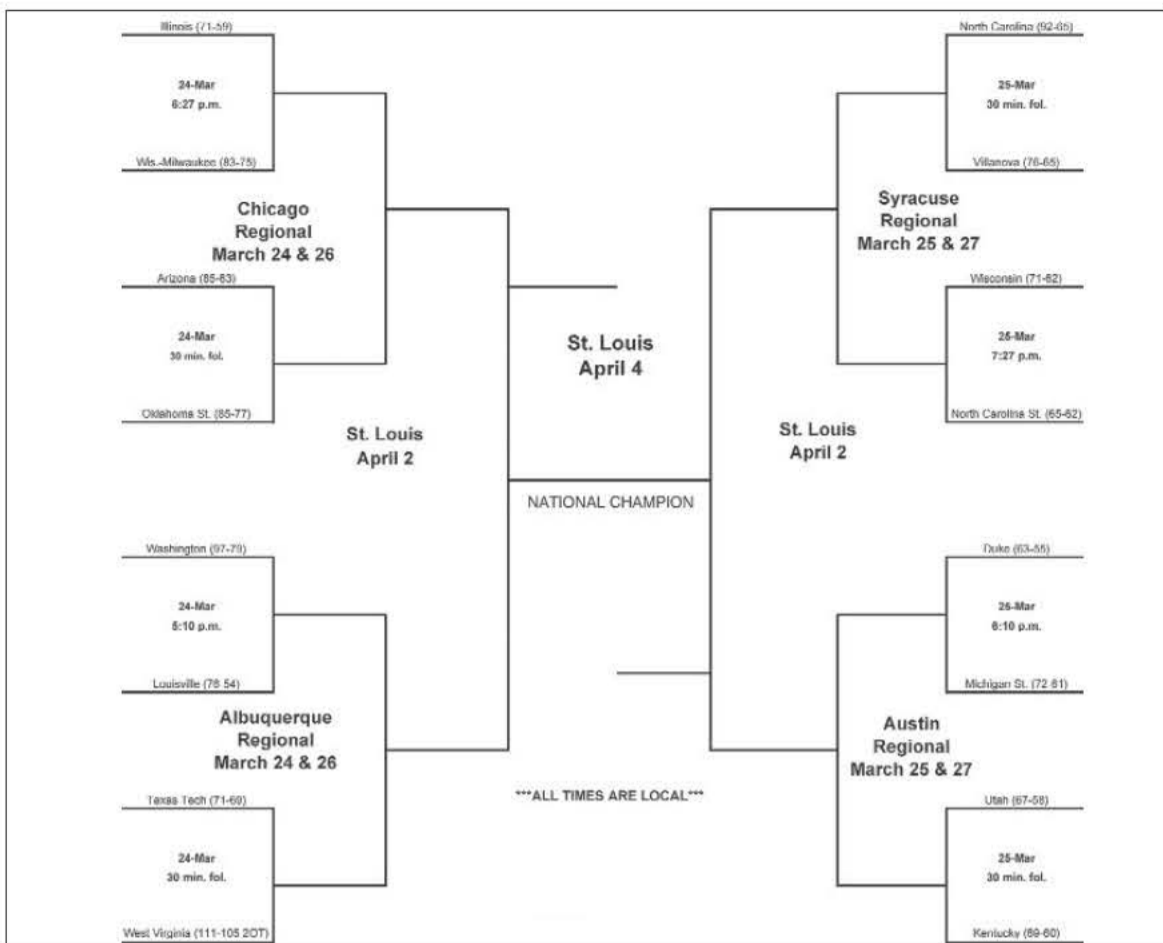 Illinois (71-59)
24-Mar
6:27 p.m.
Wis.-Milwaukee (83-75)
Chicago
Regional
March 24 & 26
Arizona (85-63)
24-Mar
30 min. fol.
Oklahoma St. (85-77)
St. Louis
April 2
Washington (97-79)
24-Mar
5:10 p.m.
Louisville (76-54)
Albuquerque
Regional
March 24 & 26
Texas Tech (71-69)
24-Mar
30 min. fol.
West Virginia (111-105 2OT)
St. Louis
April 4
NATIONAL CHAMPION
***ALL TIMES ARE LOCAL***
North Carolina (92-65)
25-Mar
30 min. fol.
Villanova (76-65)
Syracuse
Regional
March 25 & 27
Wisconsin (71-62)
25-Mar
7:27 p.m.
North Carolina St. (65-62)
St. Louis
April 2
Duke (63-55)
25-Mar
6:10 p.m.
Michigan St. (72-61)
Austin
Regional
March 25 & 27
Utah (67-58)
25-Mar
30 min. fol.
Kentucky (69-60)